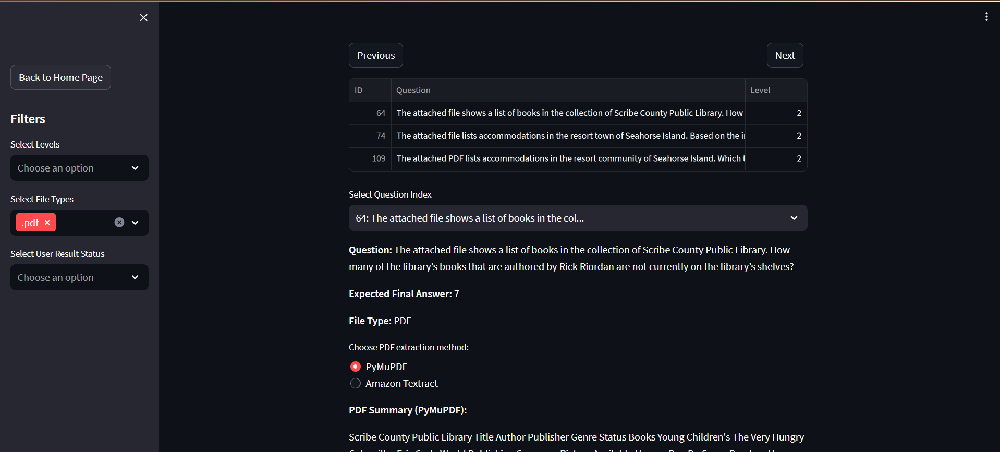 Back to Home Page
Filters
Select Levels
Choose an option
Select File Types
.pdf
Select User Result Status
Choose an option
Previous
Next
ID Question Level
64 The attached file shows a list of books in the collection of Scribe County Public Library. How 2
74 The attached file lists accommodations in the resort town of Seahorse Island. Based on the 2
109 The attached PDF lists accommodations in the resort community of Seahorse Island. Which 2
Select Question Index
64: The attached file shows a list of books in the col...
Question: The attached file shows a list of books in the collection of Scribe County Public Library. How
many of the library’s books that are authored by Rick Riordan are not currently on the library’s shelves?
Expected Final Answer: 7
File Type: PDF
Choose PDF extraction method:
PyMuPDF
Amazon Textract
PDF Summary (PyMuPDF):
Scribe County Public Library Title Author Publisher Genre Status Books Young Children's The Very Hungry